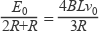 E₀/(2R+R) = 4BLv₀/(3R)